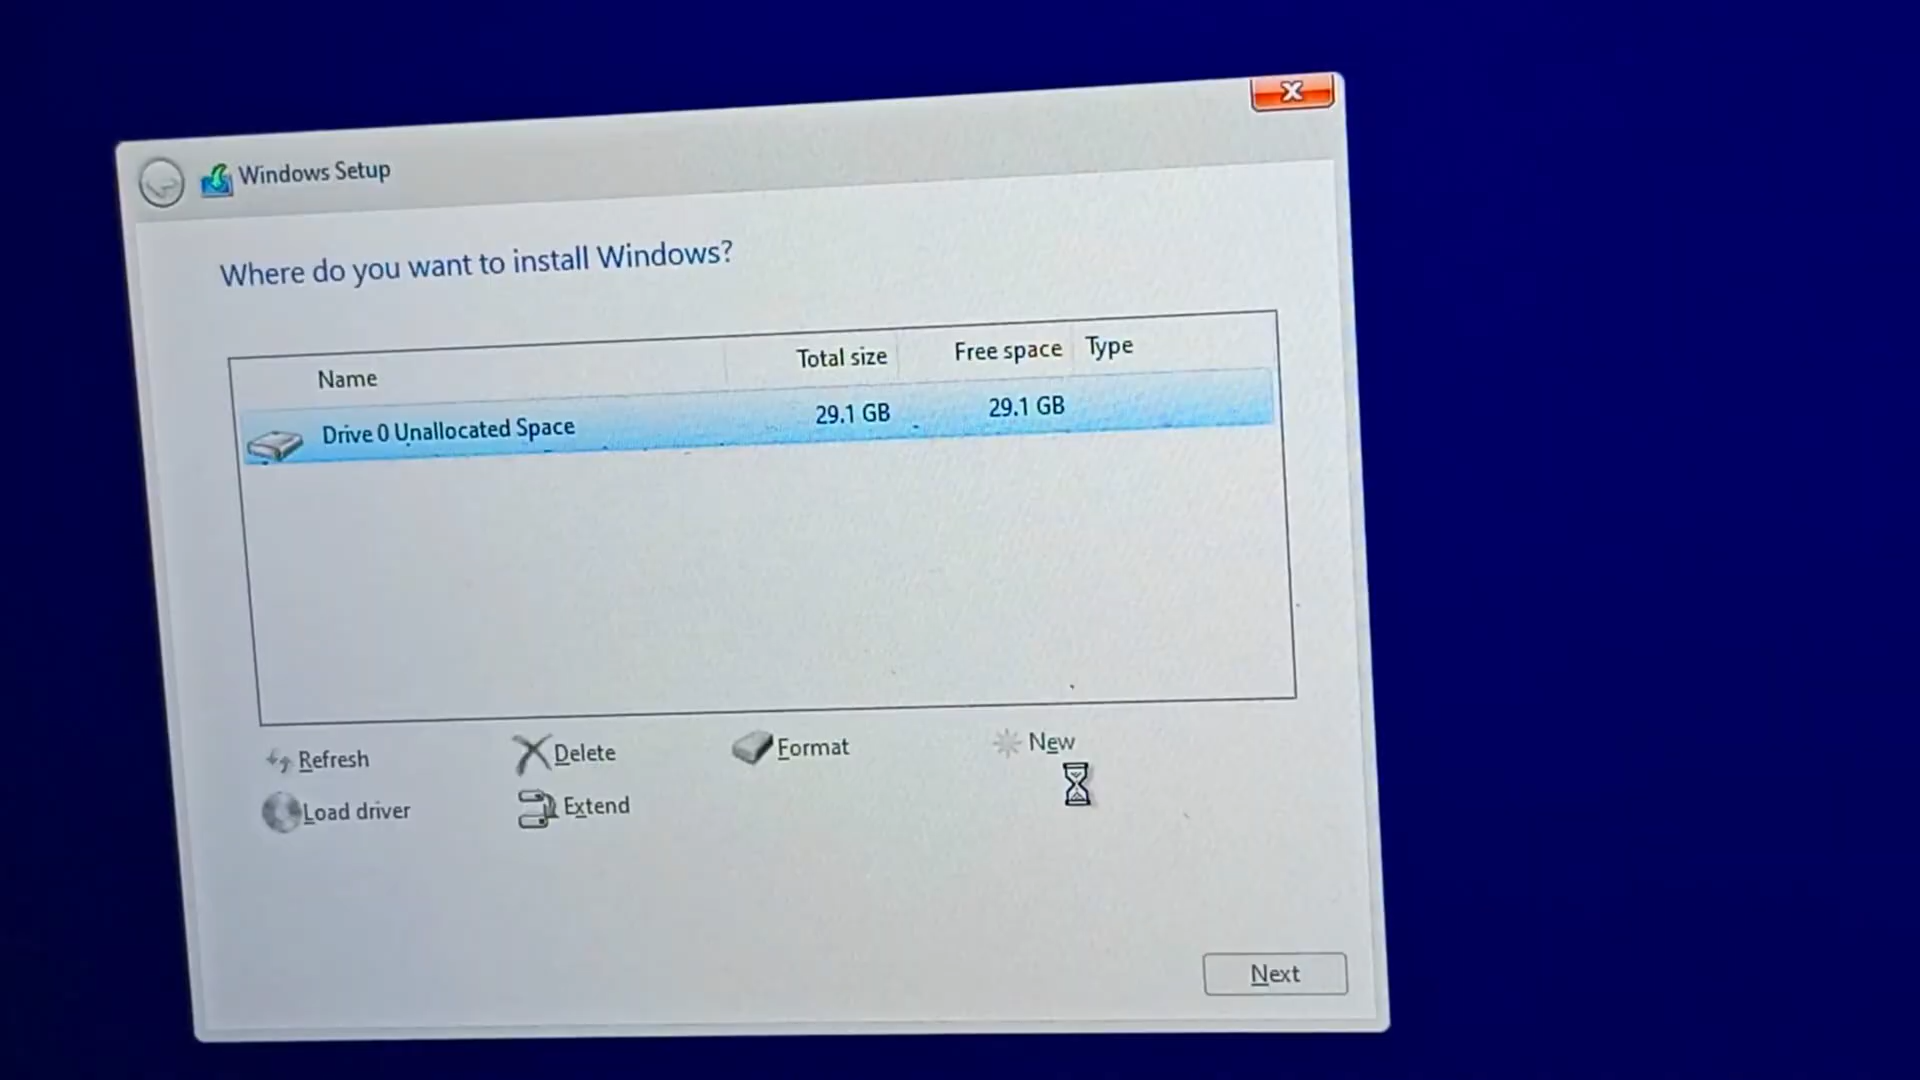 Windows Setup
Where do you want to install Windows?
Name Total size Free space Type
Drive 0 Unallocated Space 29.1 GB 29.1 GB
Refresh Delete Format New
Load driver Extend
Next